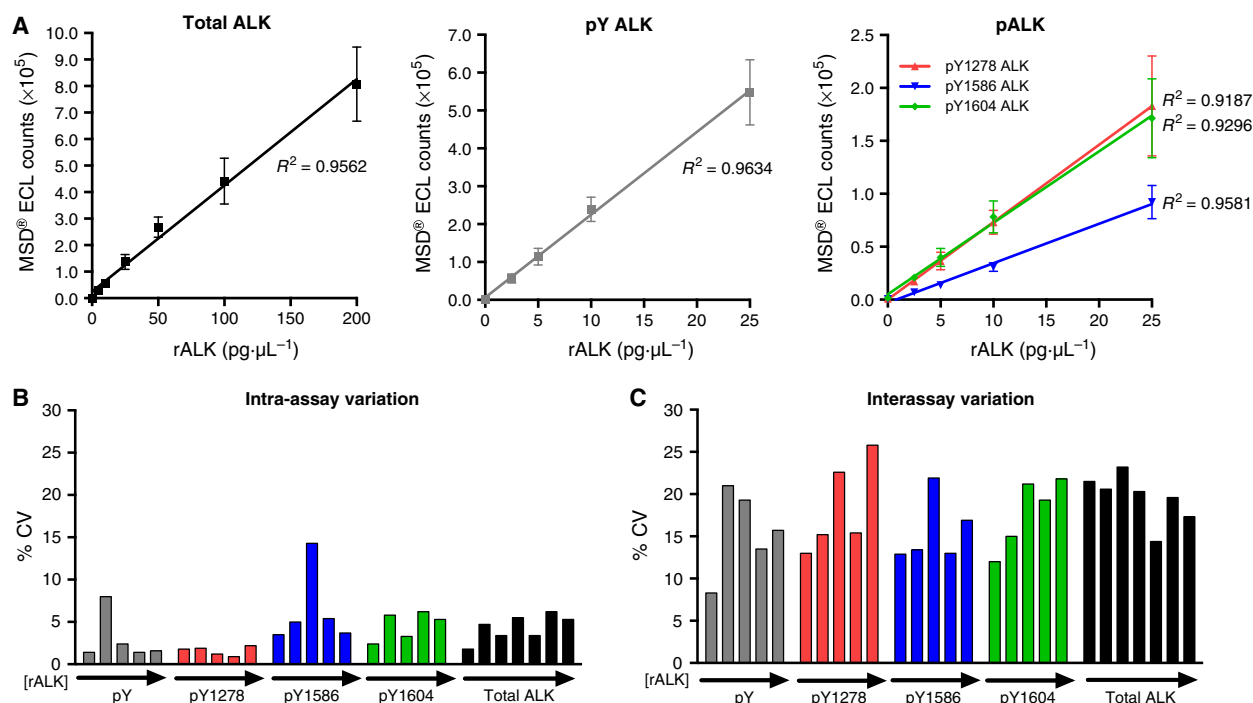 A
Total ALK
MSD® ECL counts (×10⁵)
10.0
9.0
8.0
7.0
6.0
5.0
4.0
3.0
2.0
1.0
0.0
0
50
100
150
200
R² = 0.9562
rALK (pg·µL⁻¹)
pY ALK
MSD® ECL counts (×10⁵)
7.0
6.0
5.0
4.0
3.0
2.0
1.0
0.0
0
5
10
15
20
25
R² = 0.9634
rALK (pg·µL⁻¹)
pALK
MSD® ECL counts (×10⁵)
2.5
2.0
1.5
1.0
0.5
0.0
0
5
10
15
20
25
pY1278 ALK
pY1586 ALK
pY1604 ALK
R² = 0.9187
R² = 0.9296
R² = 0.9581
rALK (pg·µL⁻¹)
B
Intra-assay variation
% CV
30
25
20
15
10
5
0
[rALK]
pY
pY1278
pY1586
pY1604
Total ALK
C
Interassay variation
% CV
30
25
20
15
10
5
0
[rALK]
pY
pY1278
pY1586
pY1604
Total ALK